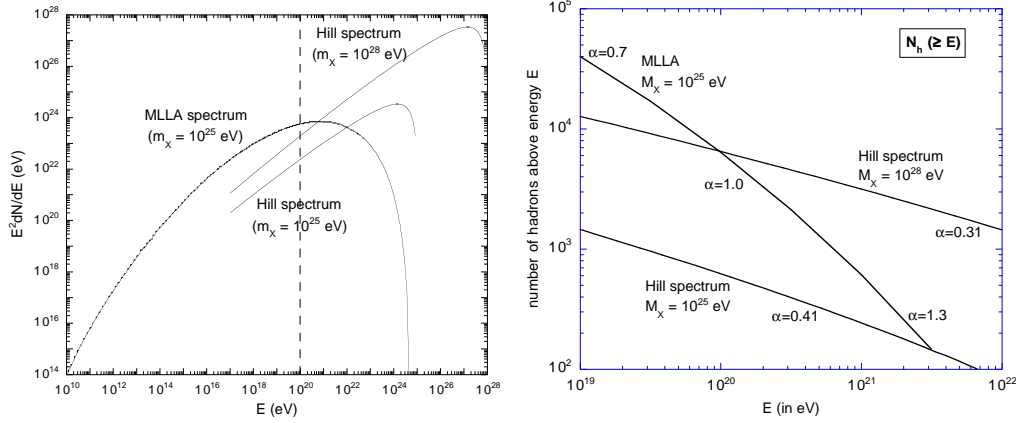 10^28
10^26
10^24
10^22
10^20
10^18
10^16
10^14
E^2dN/dE (eV)
Hill spectrum
(m_X = 10^28 eV)
MLLA spectrum
(m_X = 10^25 eV)
Hill spectrum
(m_X = 10^25 eV)
10^10 10^12 10^14 10^16 10^18 10^20 10^22 10^24 10^26 10^28
E (eV)
10^5
10^4
10^3
10^2
number of hadrons above energy E
N_h (≥ E)
α=0.7
MLLA
M_X = 10^25 eV
Hill spectrum
M_X = 10^28 eV
α=1.0
α=0.31
Hill spectrum
M_X = 10^25 eV
α=0.41
α=1.3
10^19 10^20 10^21 10^22
E (in eV)